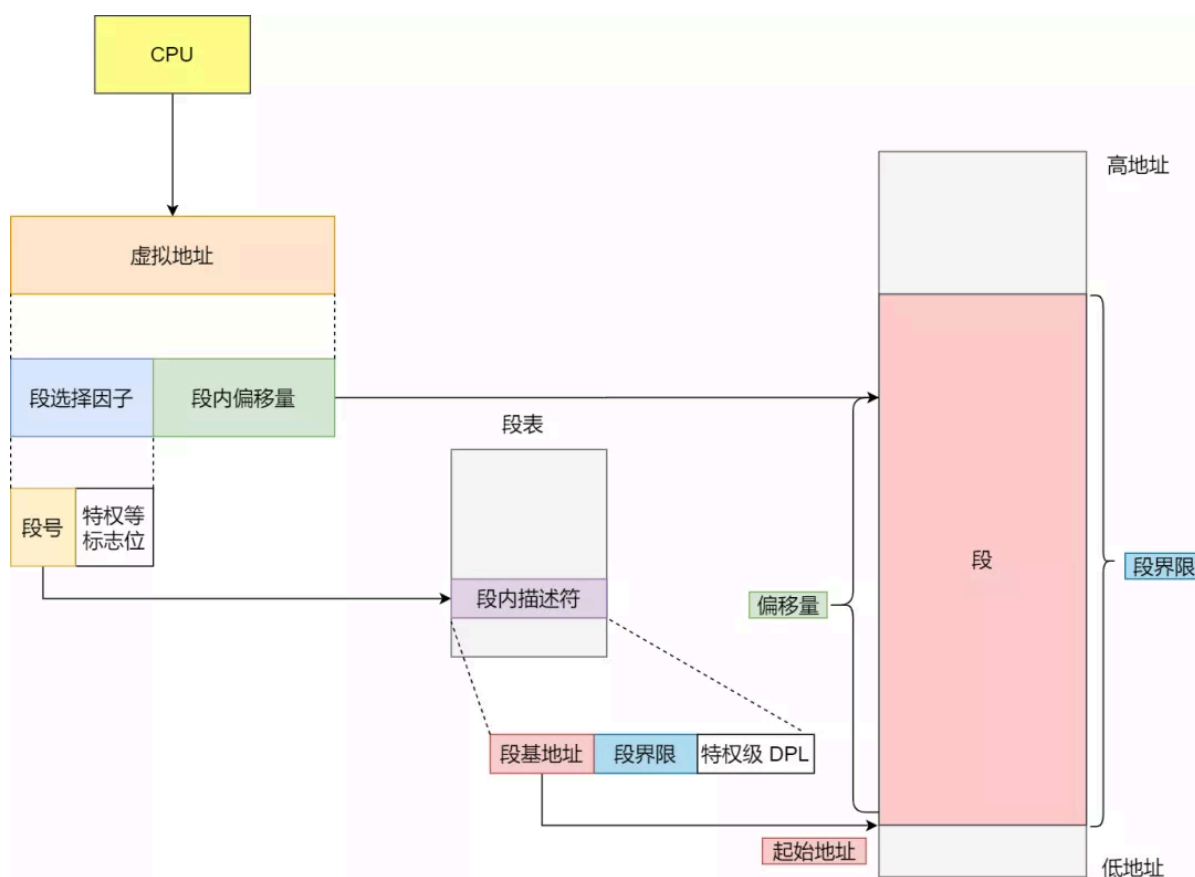 CPU
高地址
虚拟地址
段选择因子
段内偏移量
段表
段号
特权等
标志位
段内描述符
偏移量
段
段界限
段基地址
段界限
特权级 DPL
起始地址
低地址